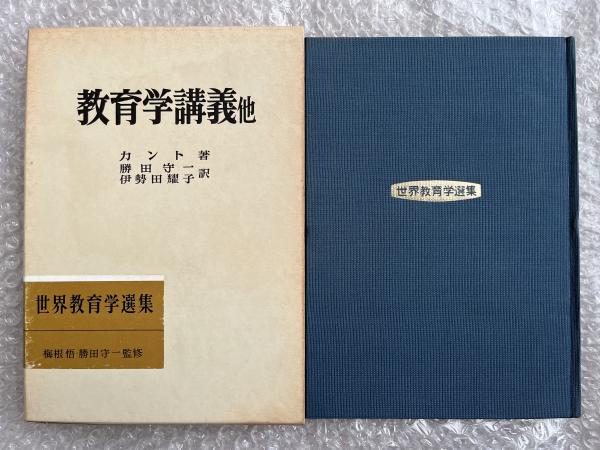 教育学講義他
カント著
勝田守一
伊勢田耀子訳
世界教育学選集
梅根悟·勝田守一監修
世界教育学選集